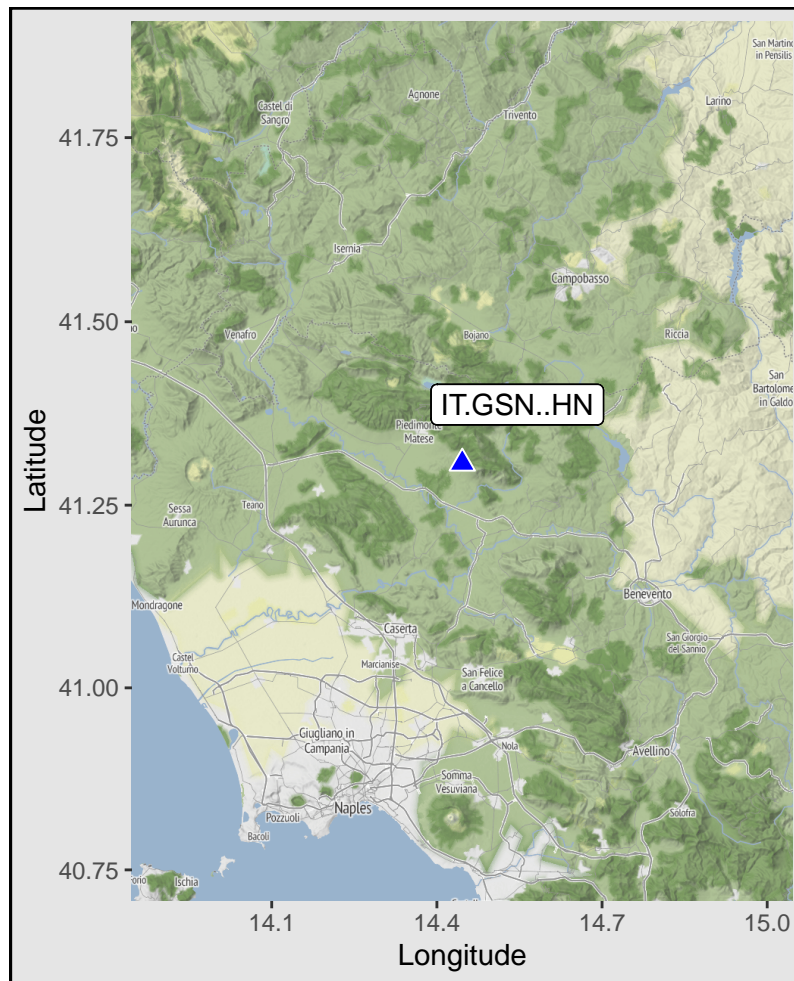 San Martino
in Pensilis
Agnone
Larino
Castel di
Sangro
Trivento
41.75
Isernia
Campobasso
41.50
Venafro
Bojano
Riccia
San
Bartolome
in Galdo
IT.GSN..HN
Piedimonte
Matese
Latitude
41.25
Sessa
Aurunca
Teano
Benevento
Mondragone
Caserta
San Giorgio
del Sannio
Castel
Volturno
Marcianise
San Felice
a Cancello
41.00
Giugliano in
Campania
Nola
Avellino
Somma
Vesuviana
Naples
Pozzuoli
Solofra
Bacoli
40.75
Ischia
14.1
14.4
14.7
15.0
Longitude